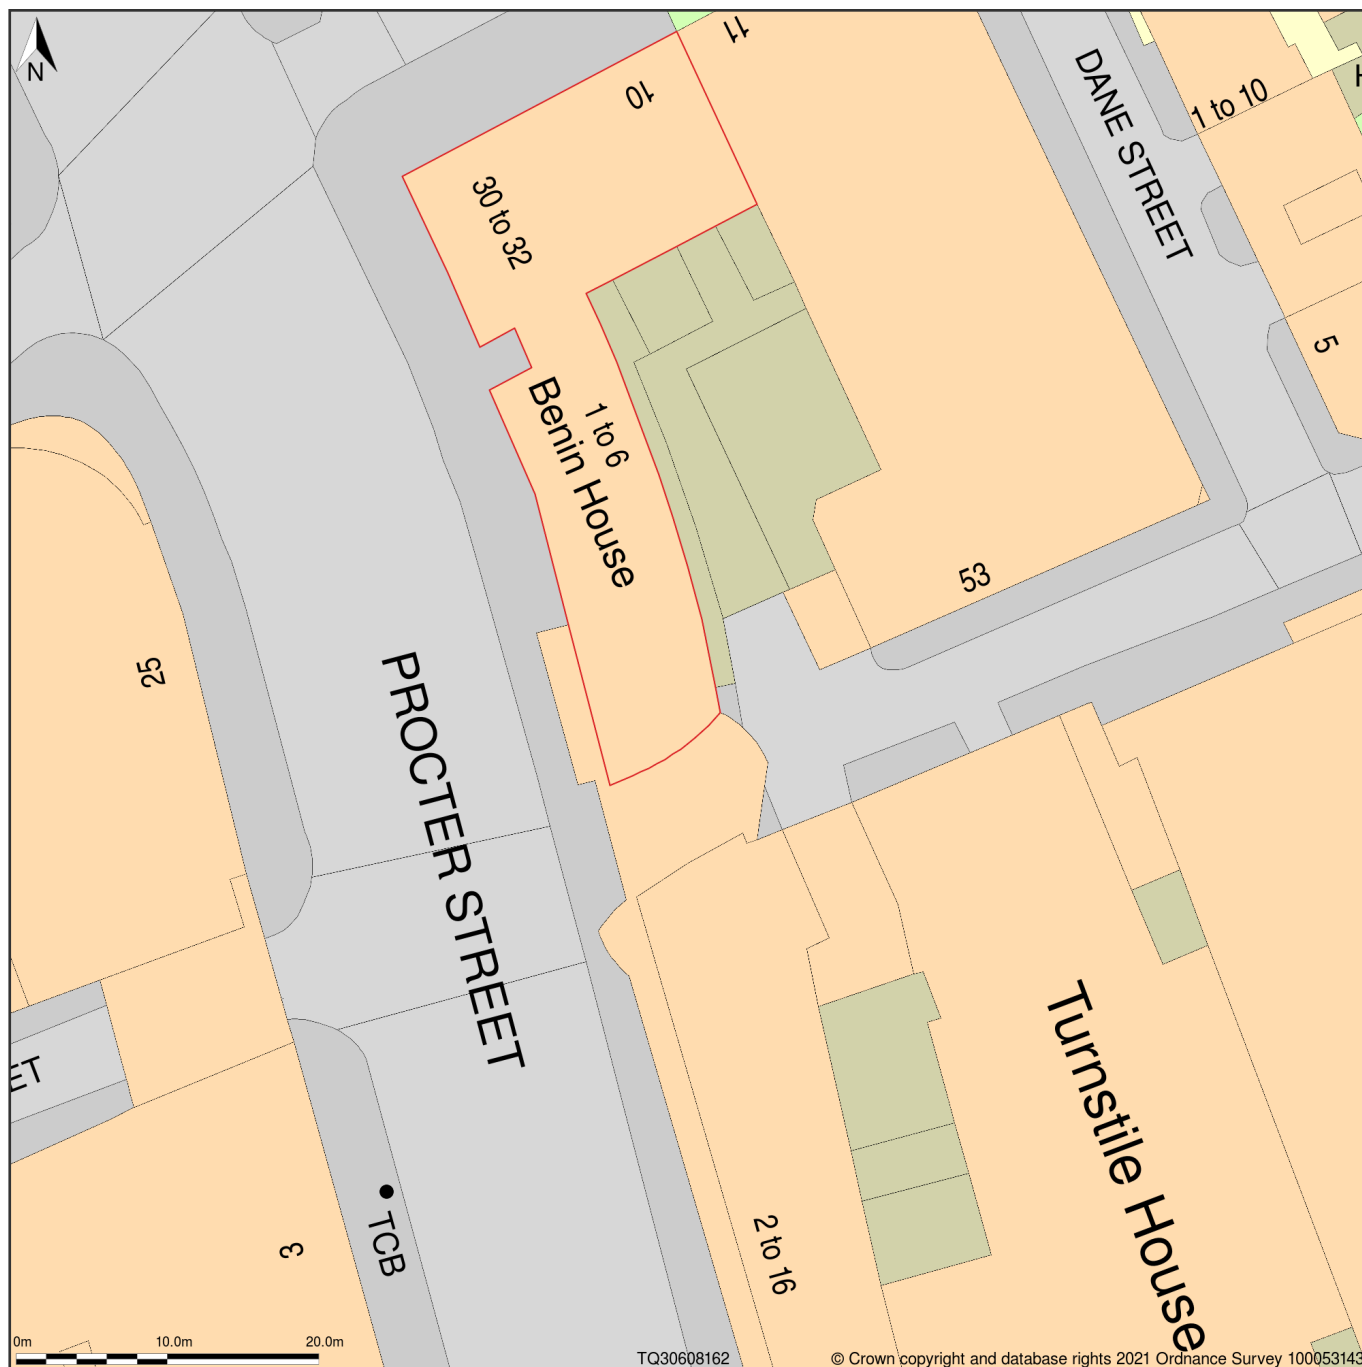 N
11
10
DANE STREET
1 to 10
H
30 to 32
5
1 to 6
Benin House
53
25
PROCTER STREET
ET
Turnstile House
TCB
3
2 to 16
0m 10.0m 20.0m
TQ30608162
© Crown copyright and database rights 2021 Ordnance Survey 100053143